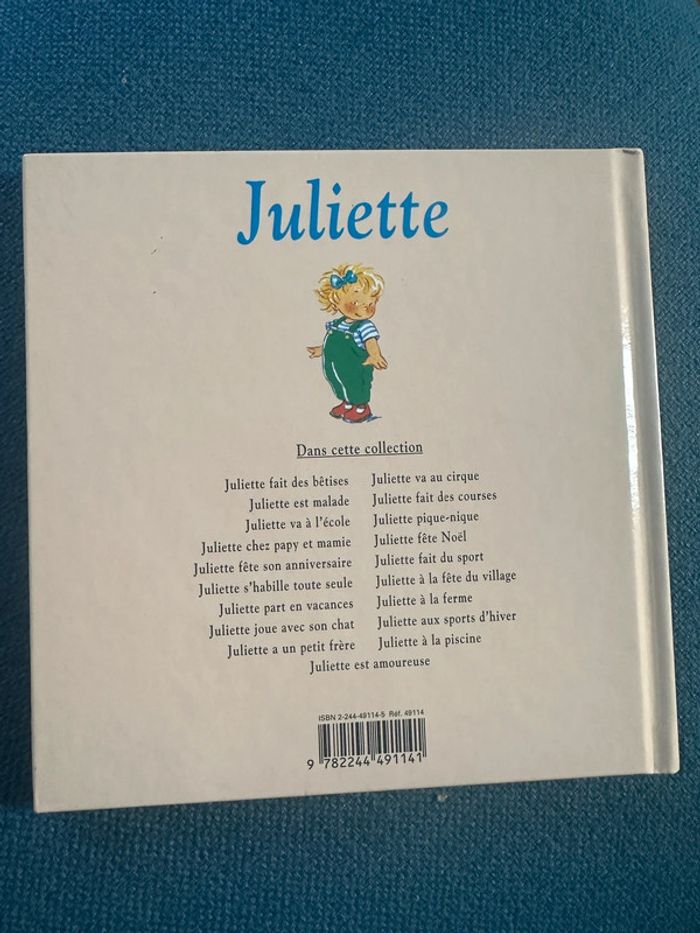 Juliette
Dans cette collection
Juliette fait des bêtises
Juliette est malade
Juliette va à l'école
Juliette chez papy et mamie
Juliette fête son anniversaire
Juliette s'habille toute seule
Juliette part en vacances
Juliette joue avec son chat
Juliette a un petit frère
Juliette va au cirque
Juliette fait des courses
Juliette pique-nique
Juliette fête Noël
Juliette fait du sport
Juliette à la fête du village
Juliette à la ferme
Juliette aux sports d'hiver
Juliette à la piscine
Juliette est amoureuse
ISBN 2-244-49114-5 Réf. 49114
9 782244 491141